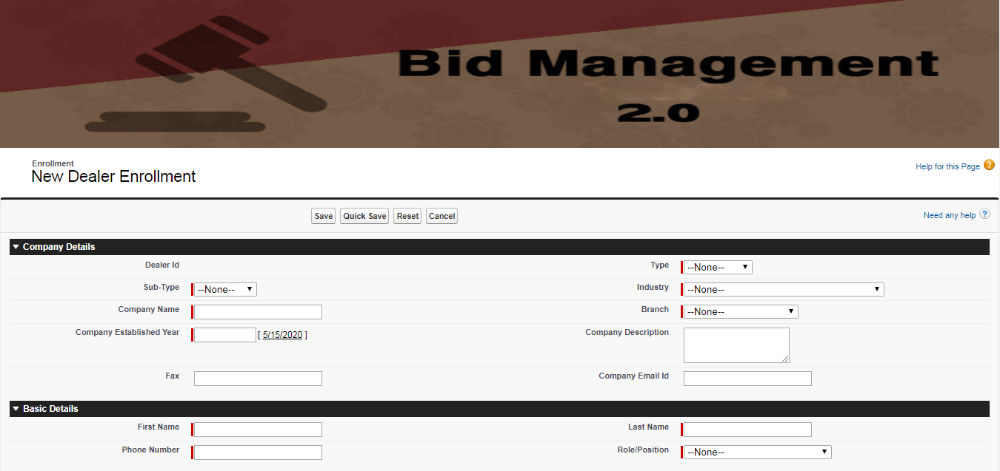 Bid Management
2.0
Enrollment
New Dealer Enrollment
Help for this Page ?
Save Quick Save Reset Cancel
Need any help ?
Company Details
Dealer Id
Type --None--
Sub-Type --None--
Industry --None--
Company Name
Branch --None--
Company Established Year [ 5/15/2020 ]
Company Description
Fax
Company Email Id
Basic Details
First Name
Last Name
Phone Number
Role/Position --None--